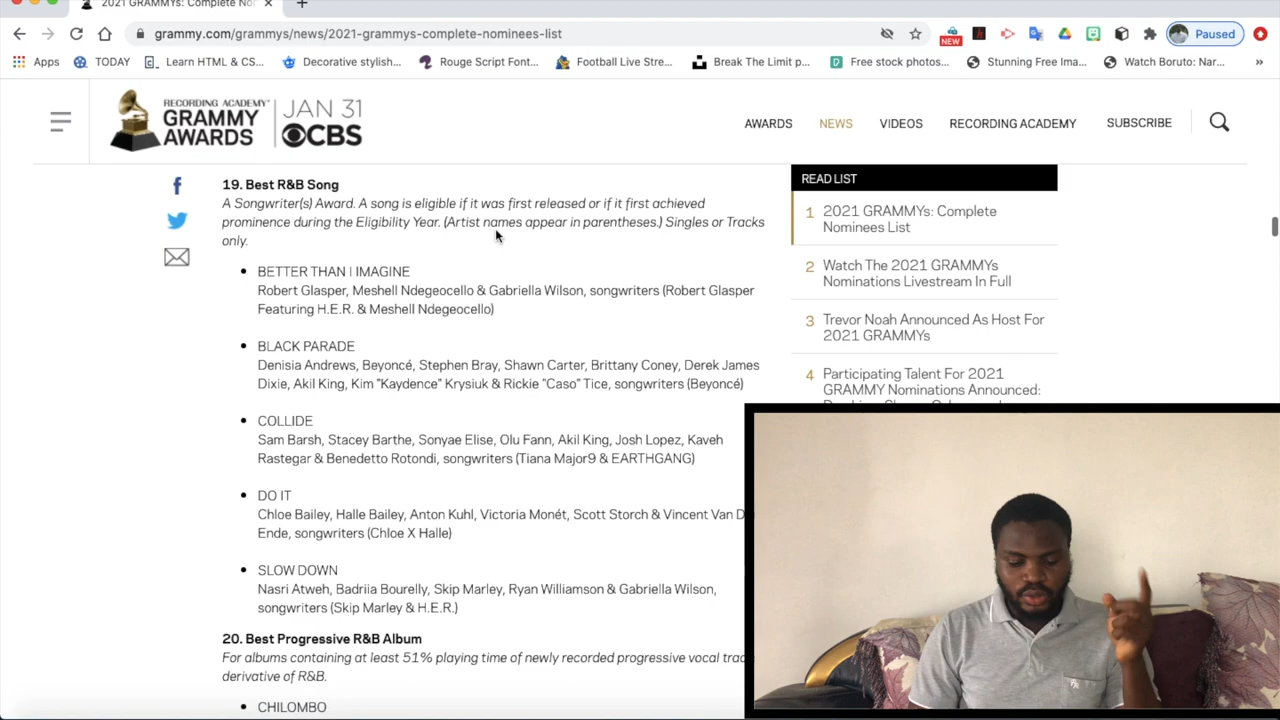 2021 GRAMMYs: Complete Nom
grammy.com/grammys/news/2021-grammys-complete-nominees-list
NEW
Paused
Apps
TODAY
Learn HTML & CS...
Decorative stylish...
Rouge Script Font...
Football Live Stre...
Break The Limit p...
Free stock photos...
Stunning Free Ima...
Watch Boruto: Nar...
RECORDING ACADEMY
GRAMMY
AWARDS
JAN 31
CBS
AWARDS
NEWS
VIDEOS
RECORDING ACADEMY
SUBSCRIBE
19. Best R&B Song
A Songwriter(s) Award. A song is eligible if it was first released or if it first achieved
prominence during the Eligibility Year. (Artist names appear in parentheses.) Singles or Tracks
only.
BETTER THAN I IMAGINE
Robert Glasper, Meshell Ndegeocello & Gabriella Wilson, songwriters (Robert Glasper
Featuring H.E.R. & Meshell Ndegeocello)
BLACK PARADE
Denisia Andrews, Beyoncé, Stephen Bray, Shawn Carter, Brittany Coney, Derek James
Dixie, Akil King, Kim "Kaydence" Krysiuk & Rickie "Caso" Tice, songwriters (Beyoncé)
COLLIDE
Sam Barsh, Stacey Barthe, Sonyae Elise, Olu Fann, Akil King, Josh Lopez, Kaveh
Rastegar & Benedetto Rotondi, songwriters (Tiana Major9 & EARTHGANG)
DO IT
Chloe Bailey, Halle Bailey, Anton Kuhl, Victoria Monét, Scott Storch & Vincent Van D
Ende, songwriters (Chloe X Halle)
SLOW DOWN
Nasri Atweh, Badriia Bourelly, Skip Marley, Ryan Williamson & Gabriella Wilson,
songwriters (Skip Marley & H.E.R.)
20. Best Progressive R&B Album
For albums containing at least 51% playing time of newly recorded progressive vocal trac
derivative of R&B.
CHILOMBO
READ LIST
1 2021 GRAMMYs: Complete
Nominees List
2 Watch The 2021 GRAMMYs
Nominations Livestream In Full
3 Trevor Noah Announced As Host For
2021 GRAMMYs
4 Participating Talent For 2021
GRAMMY Nominations Announced: